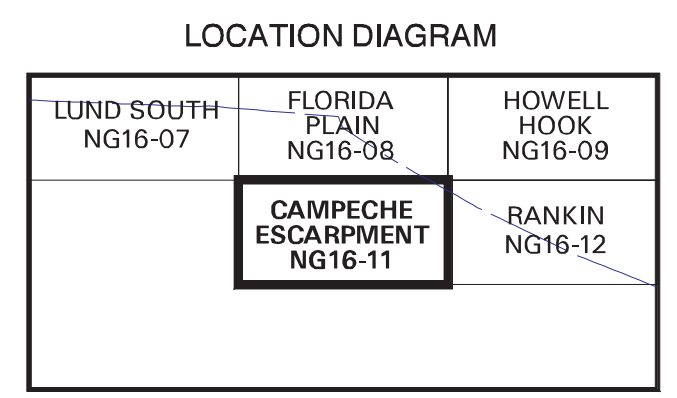 LOCATION DIAGRAM
LUND SOUTH
NG16-07
FLORIDA
PLAIN
NG16-08
HOWELL
HOOK
NG16-09
CAMPECHE
ESCARPMENT
NG16-11
RANKIN
NG16-12